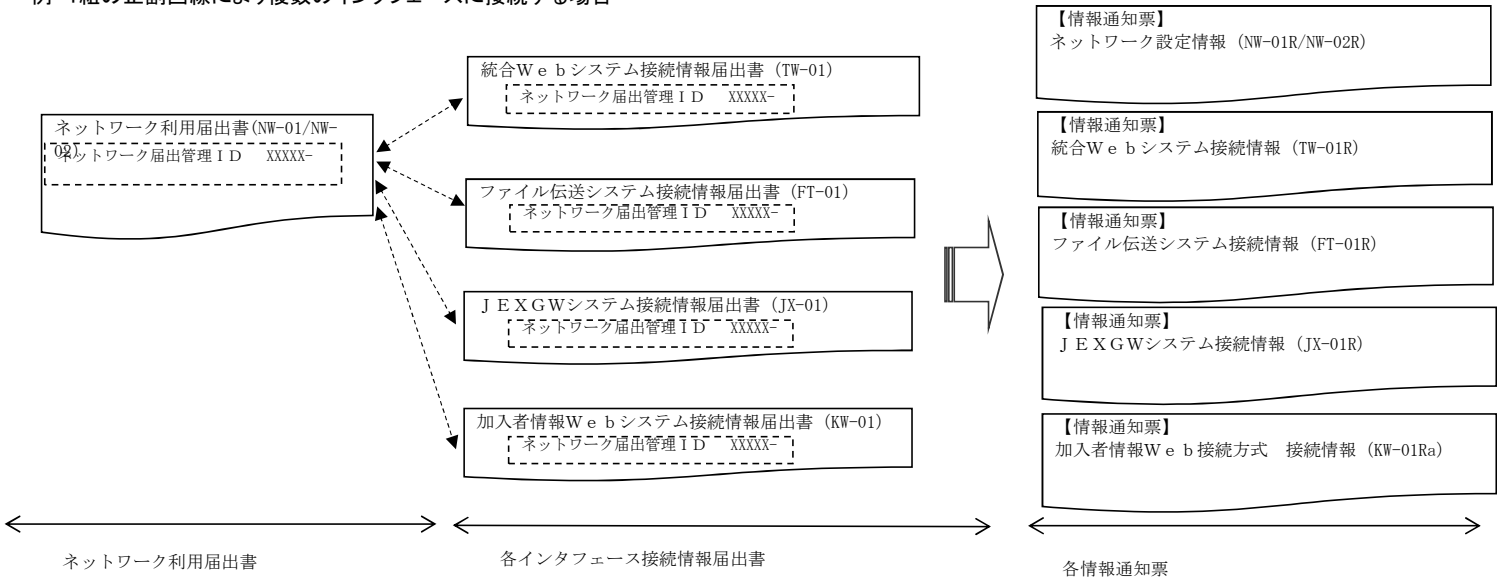 ネットワーク利用届出書(NW-01/NW-02)
ネットワーク届出管理ＩＤ　XXXXX-
統合Ｗｅｂシステム接続情報届出書（TW-01）
ネットワーク届出管理ＩＤ　XXXXX-
ファイル伝送システム接続情報届出書（FT-01）
ネットワーク届出管理ＩＤ　XXXXX-
ＪＥＸＧＷシステム接続情報届出書（JX-01）
ネットワーク届出管理ＩＤ　XXXXX-
加入者情報Ｗｅｂシステム接続情報届出書（KW-01）
ネットワーク届出管理ＩＤ　XXXXX-
【情報通知票】
ネットワーク設定情報（NW-01R/NW-02R）
【情報通知票】
統合Ｗｅｂシステム接続情報（TW-01R）
【情報通知票】
ファイル伝送システム接続情報（FT-01R）
【情報通知票】
ＪＥＸＧＷシステム接続情報（JX-01R）
【情報通知票】
加入者情報Ｗｅｂ接続方式　接続情報（KW-01Ra）
ネットワーク利用届出書
各インタフェース接続情報届出書
各情報通知票